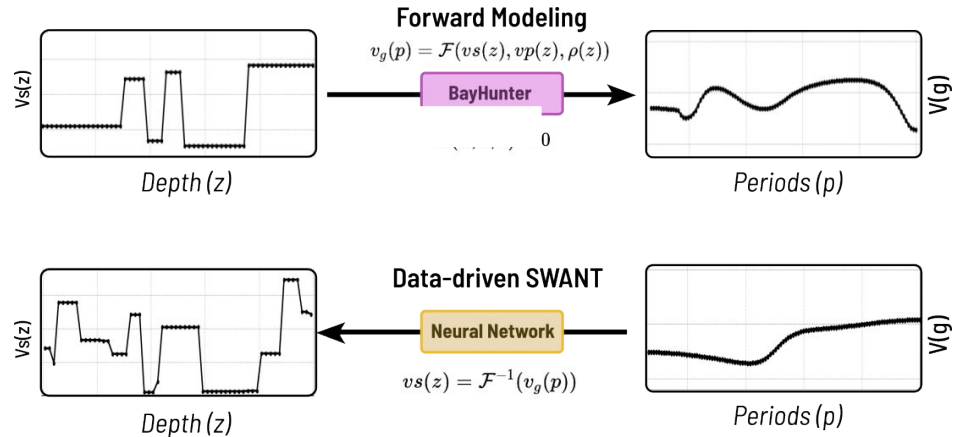 Forward Modeling
v_g(p) = F(vs(z), vp(z), ρ(z))
Vs(z)
BayHunter
V(g)
0
Depth (z)
Periods (p)
Data-driven SWANT
Vs(z)
Neural Network
V(g)
vs(z) = F^{-1}(v_g(p))
Depth (z)
Periods (p)